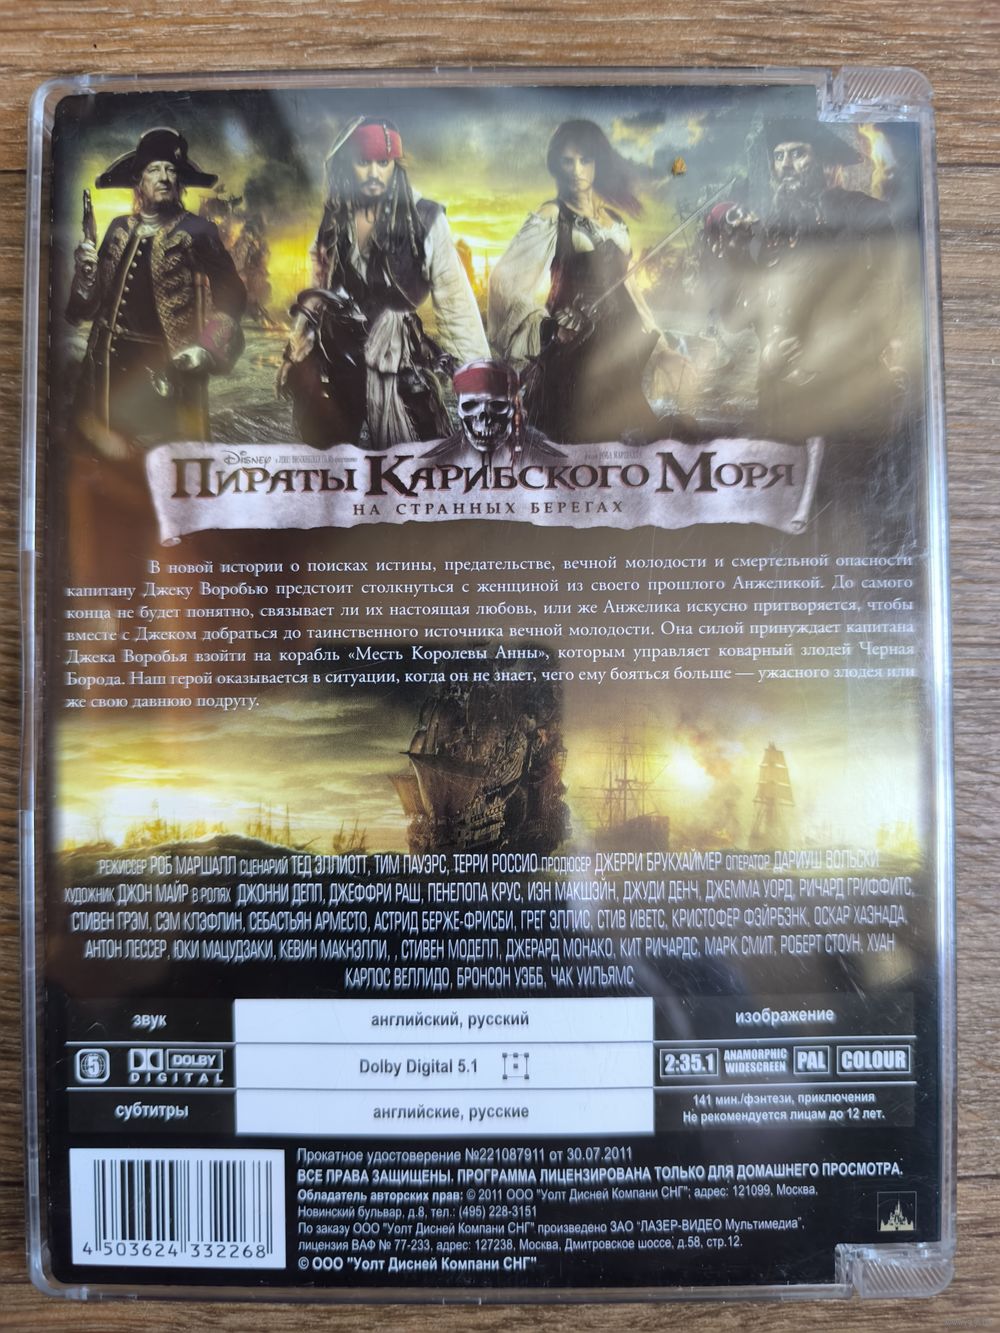 DISNEY
ПИРАТЫ КАРИБСКОГО МОРЯ
НА СТРАННЫХ БЕРЕГАХ
В новой истории о поисках истины, предательстве, вечной молодости и смертельной опасности
капитану Джеку Воробью предстоит столкнуться с женщиной из своего прошлого Анжеликой. До самого
конца не будет понятно, связывает ли их настоящая любовь, или же Анжелика искусно притворяется, чтобы
вместе с Джеком добраться до таинственного источника вечной молодости. Она силой принуждает капитана
Джека Воробья взойти на корабль «Месть Королевы Анны», которым управляет коварный злодей Черная
Борода. Наш герой оказывается в ситуации, когда он не знает, чего ему бояться больше — ужасного злодея или
же свою давнюю подругу.
РЕЖИССЕР РОБ МАРШАЛЛ СЦЕНАРИЙ ТЕД ЭЛЛИОТТ, ТИМ ПАУЭРС, ТЕРРИ РОССИО ПРОДЮСЕР ДЖЕРРИ БРУКХАЙМЕР ОПЕРАТОР ДАРИУШ ВОЛЬСКИ
ХУДОЖНИК ДЖОН МАЙР В РОЛЯХ ДЖОННИ ДЕПП, ДЖЕФФРИ РАШ, ПЕНЕЛОПА КРУС, ИЭН МАКШЭЙН, ДЖУДИ ДЕНЧ, ДЖЕММА УОРД, РИЧАРД ГРИФФИТС,
СТИВЕН ГРЭМ, СЭМ КЛЭФЛИН, СЕБАСТЬЯН АРМЕСТО, АСТРИД БЕРЖЕ-ФРИСБИ, ГРЕГ ЭЛЛИС, СТИВ ИВЕТС, КРИСТОФЕР ФЭЙРБЭНК, ОСКАР ХАЭНАДА,
АНТОН ЛЕССЕР, ЮКИ МАЦУДЗАКИ, КЕВИН МАКНЭЛЛИ, , СТИВЕН МОДЕЛЛ, ДЖЕРАРД МОНАКО, КИТ РИЧАРДС, МАРК СМИТ, РОБЕРТ СТОУН, ХУАН
КАРЛОС ВЕЛЛИДО, БРОНСОН УЭББ, ЧАК УИЛЬЯМС
звук английский, русский изображение
5 DOLBY DIGITAL Dolby Digital 5.1 2:35.1 ANAMORPHIC WIDESCREEN PAL COLOUR
субтитры английские, русские
141 мин./фэнтези, приключения
Не рекомендуется лицам до 12 лет.
Прокатное удостоверение №221087911 от 30.07.2011
ВСЕ ПРАВА ЗАЩИЩЕНЫ. ПРОГРАММА ЛИЦЕНЗИРОВАНА ТОЛЬКО ДЛЯ ДОМАШНЕГО ПРОСМОТРА.
Обладатель авторских прав: © 2011 ООО "Уолт Дисней Компани СНГ"; адрес: 121099, Москва,
Новинский бульвар, д.8, тел.: (495) 228-3151
По заказу ООО "Уолт Дисней Компани СНГ" произведено ЗАО "ЛАЗЕР-ВИДЕО Мультимедиа",
лицензия ВАФ № 77-233, адрес: 127238, Москва, Дмитровское шоссе, д.58, стр.12.
© ООО "Уолт Дисней Компани СНГ"
4 503624 332268